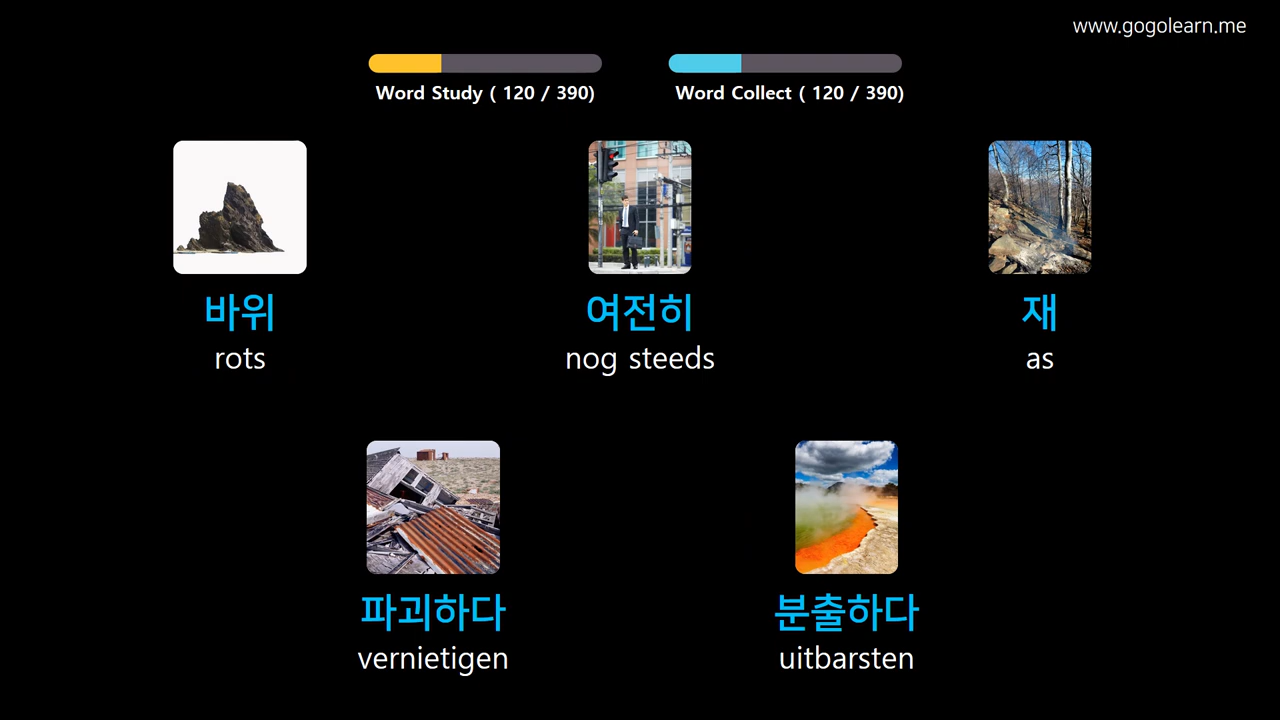 www.gogolearn.me
Word Study ( 120 / 390)
Word Collect ( 120 / 390)
바위
rots
여전히
nog steeds
재
as
파괴하다
vernietigen
분출하다
uitbarsten